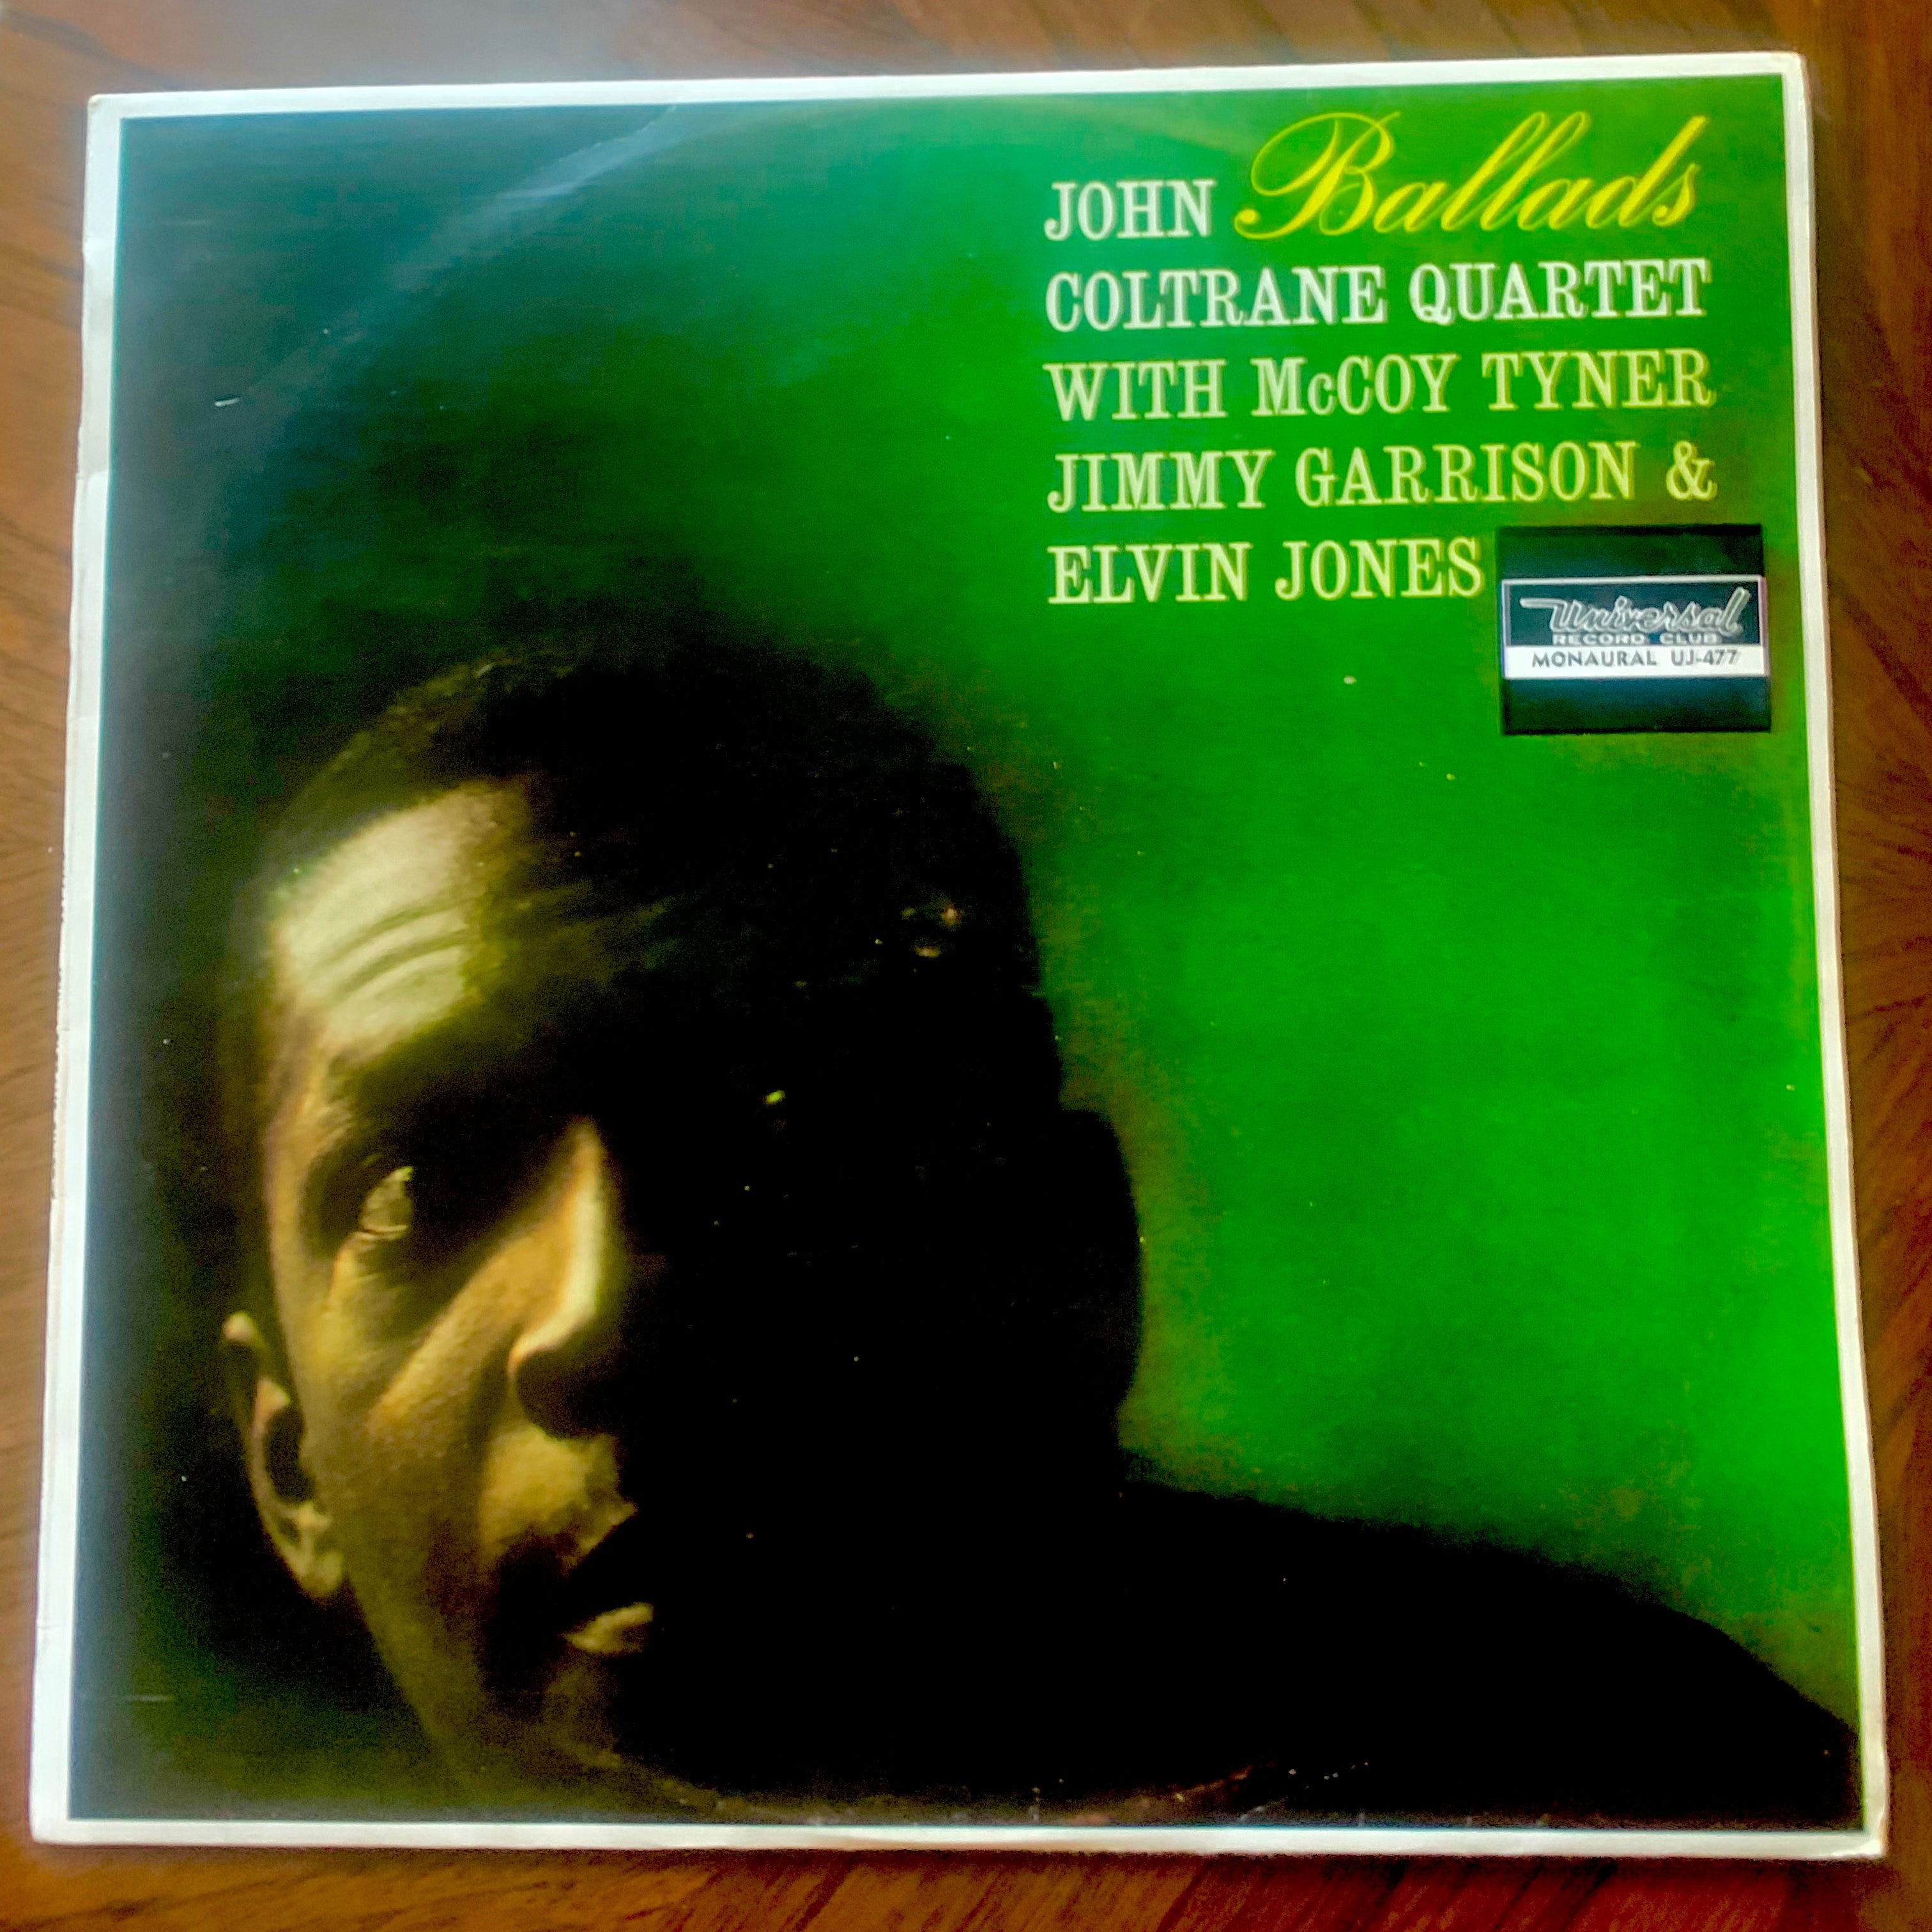 JOHN Ballads
COLTRANE QUARTET
WITH McCOY TYNER
JIMMY GARRISON &
ELVIN JONES
Universal
RECORD CLUB
MONAURAL UJ-477